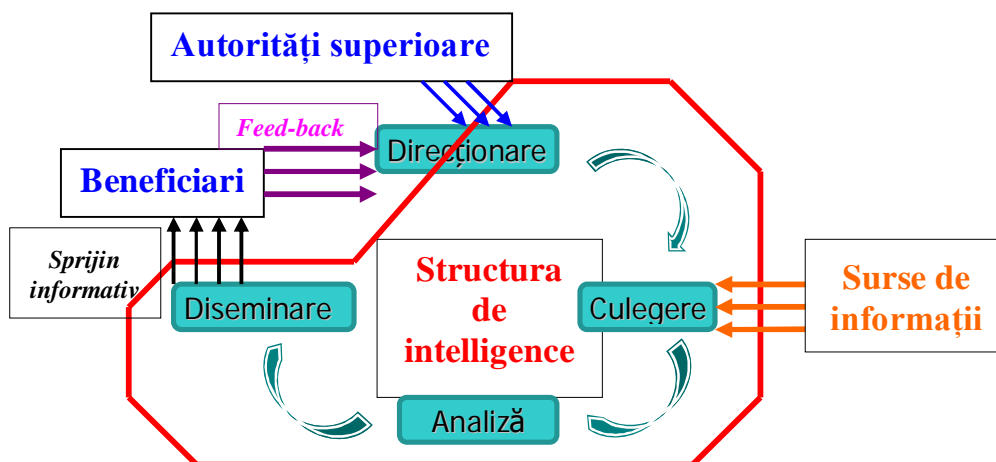 Autorități superioare
Feed-back
Direcționare
Beneficiari
Sprijin
informativ
Diseminare
Structura
de
intelligence
Culegere
Surse de
informații
Analiză